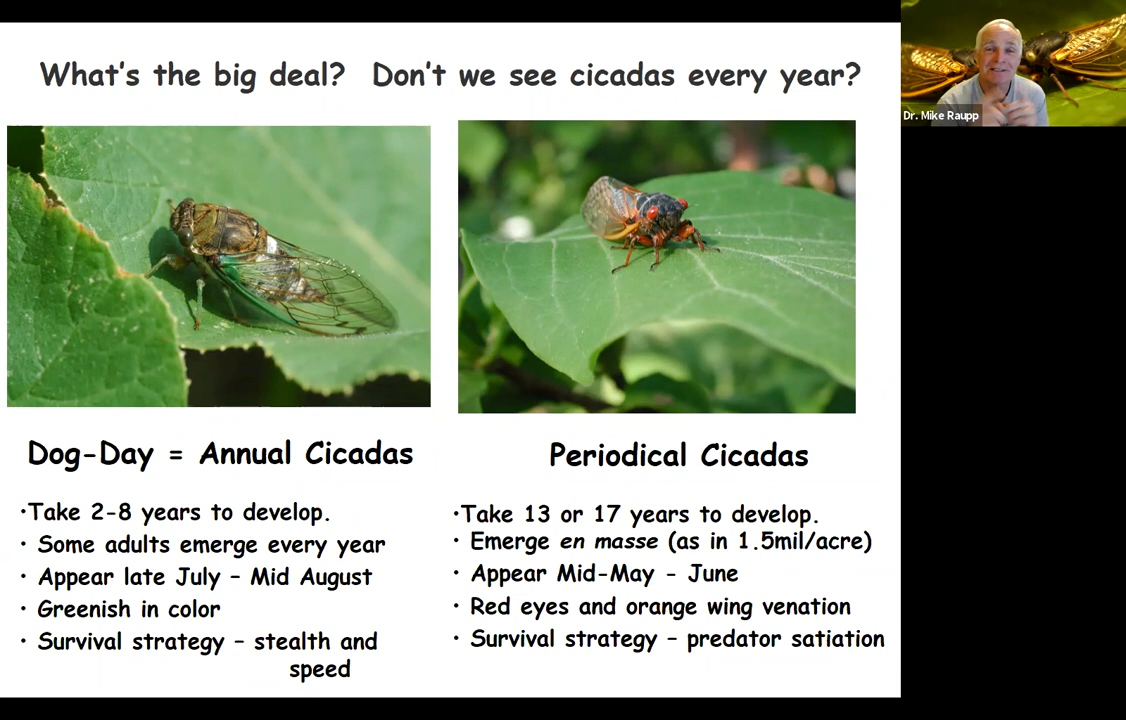 What's the big deal?  Don't we see cicadas every year?
Dr. Mike Raupp
Dog-Day = Annual Cicadas
·Take 2-8 years to develop.
· Some adults emerge every year
· Appear late July – Mid August
· Greenish in color
· Survival strategy – stealth and
speed
Periodical Cicadas
·Take 13 or 17 years to develop.
· Emerge en masse (as in 1.5mil/acre)
· Appear Mid-May - June
· Red eyes and orange wing venation
· Survival strategy – predator satiation